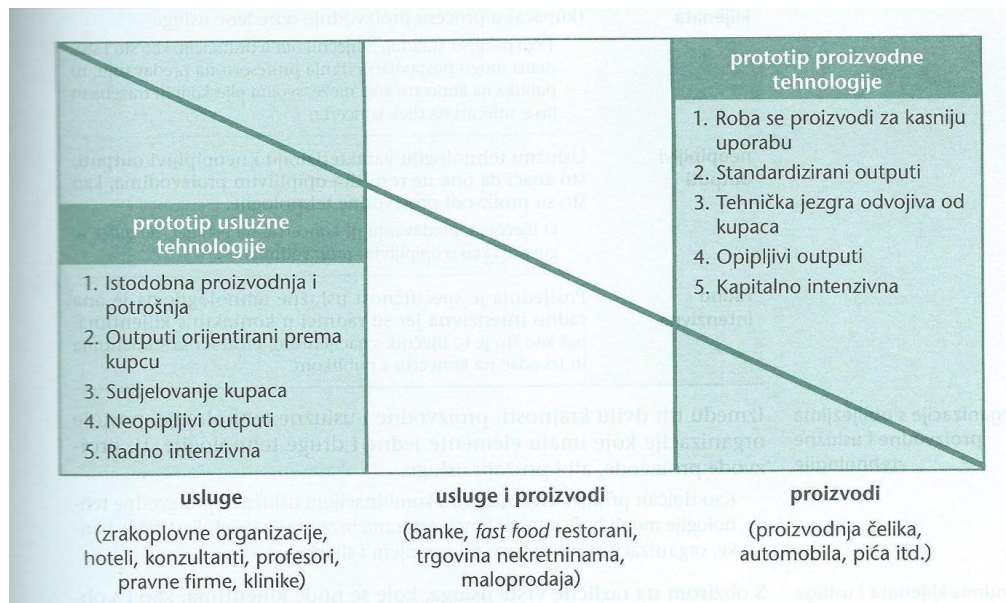 prototip proizvodne
tehnologije
1. Roba se proizvodi za kasniju
uporabu
2. Standardizirani outputi
3. Tehnička jezgra odvojiva od
kupaca
4. Opipljivi outputi
5. Kapitalno intenzivna
prototip uslužne
tehnologije
1. Istodobna proizvodnja i
potrošnja
2. Outputi orijentirani prema
kupcu
3. Sudjelovanje kupaca
4. Neopipljivi outputi
5. Radno intenzivna
usluge
(zrakoplovne organizacije,
hoteli, konzultanti, profesori,
pravne firme, klinike)
usluge i proizvodi
(banke, fast food restorani,
trgovina nekretninama,
maloprodaja)
proizvodi
(proizvodnja čelika,
automobila, pića itd.)